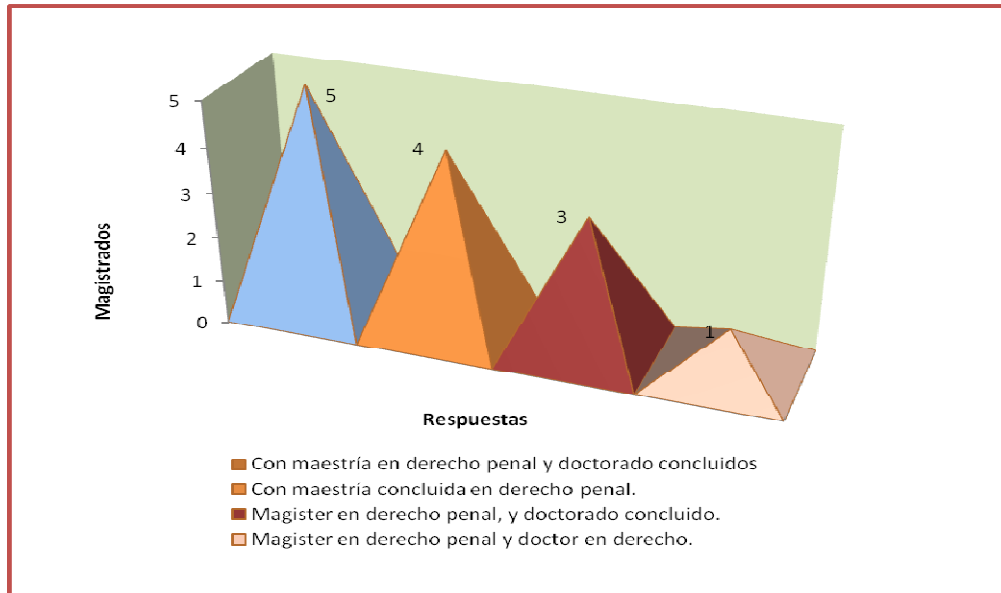 5
5
4
4
3
3
2
1
1
0
Magistrados
Respuestas
Con maestría en derecho penal y doctorado concluidos
Con maestría concluida en derecho penal.
Magister en derecho penal, y doctorado concluido.
Magister en derecho penal y doctor en derecho.